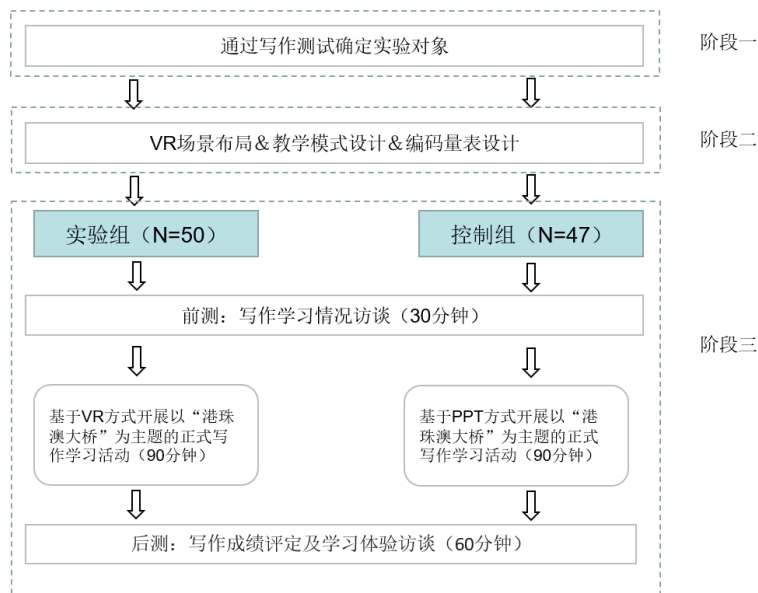 通过写作测试确定实验对象
阶段一
VR场景布局＆教学模式设计＆编码量表设计
阶段二
实验组（N=50）
控制组（N=47）
前测：写作学习情况访谈（30分钟）
阶段三
基于VR方式开展以“港珠
澳大桥”为主题的正式写
作学习活动（90分钟）
基于PPT方式开展以“港
珠澳大桥”为主题的正式
写作学习活动（90分钟）
后测：写作成绩评定及学习体验访谈（60分钟）